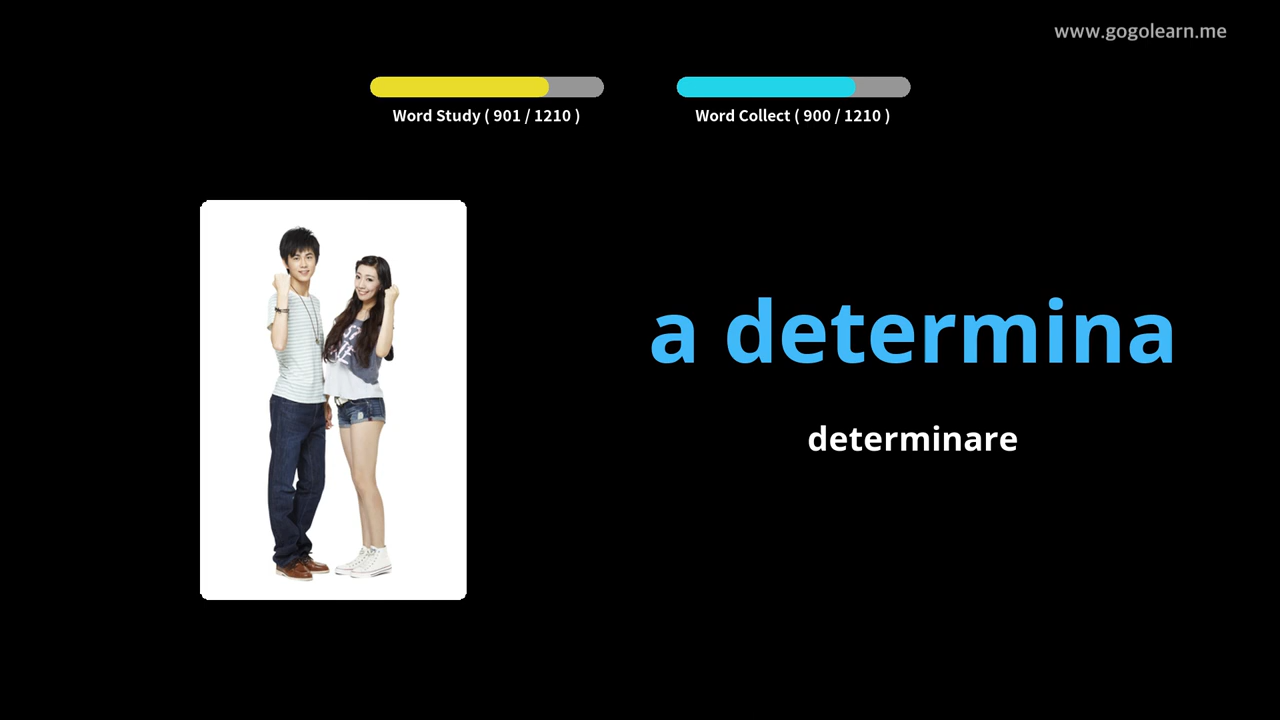 www.gogolearn.me
Word Study ( 901 / 1210 )
Word Collect ( 900 / 1210 )
a determina
determinare